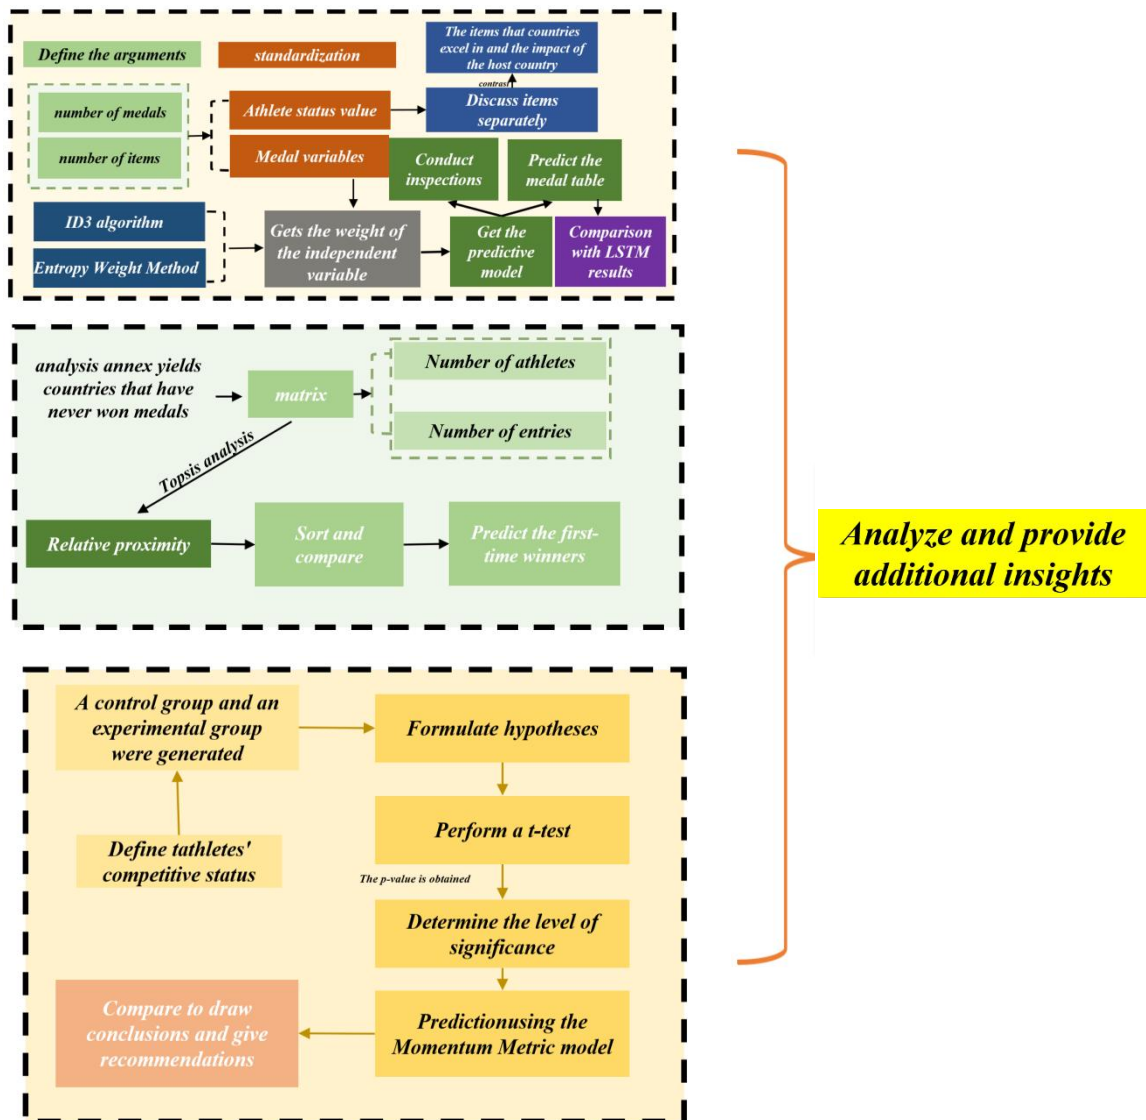 Define the arguments
standardization
The items that countries
excel in and the impact of
the host country
contrast
number of medals
number of items
Athlete status value
Medal variables
Discuss items
separately
Conduct
inspections
Predict the
medal table
ID3 algorithm
Entropy Weight Method
Gets the weight of
the independent
variable
Get the
predictive
model
Comparison
with LSTM
results
analysis annex yields
countries that have
never won medals
matrix
Number of athletes
Number of entries
Topsis analysis
Relative proximity
Sort and
compare
Predict the first-
time winners
Analyze and provide
additional insights
A control group and an
experimental group
were generated
Formulate hypotheses
Define tathletes'
competitive status
Perform a t-test
The p-value is obtained
Determine the level of
significance
Compare to draw
conclusions and give
recommendations
Predictionusing the
Momentum Metric model